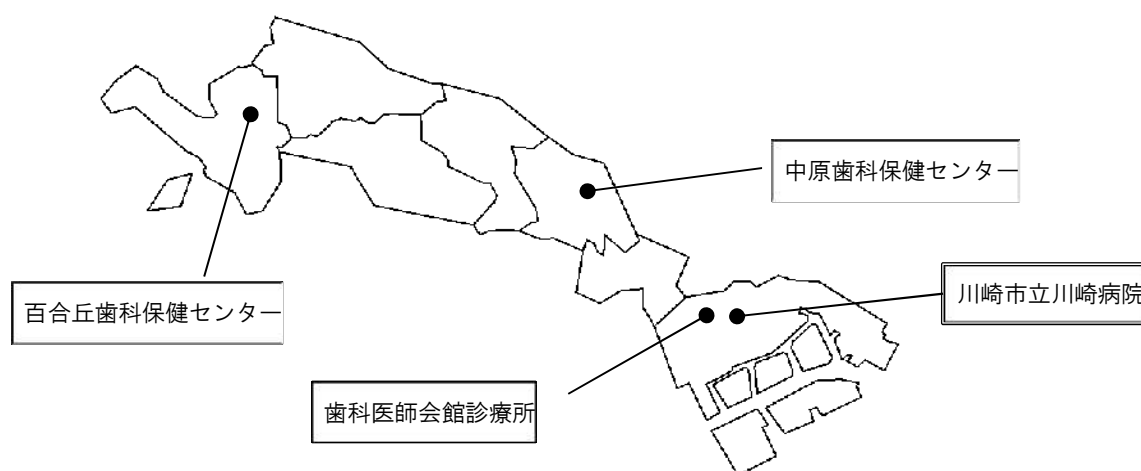 中原歯科保健センター
川崎市立川崎病院
百合丘歯科保健センター
歯科医師会館診療所